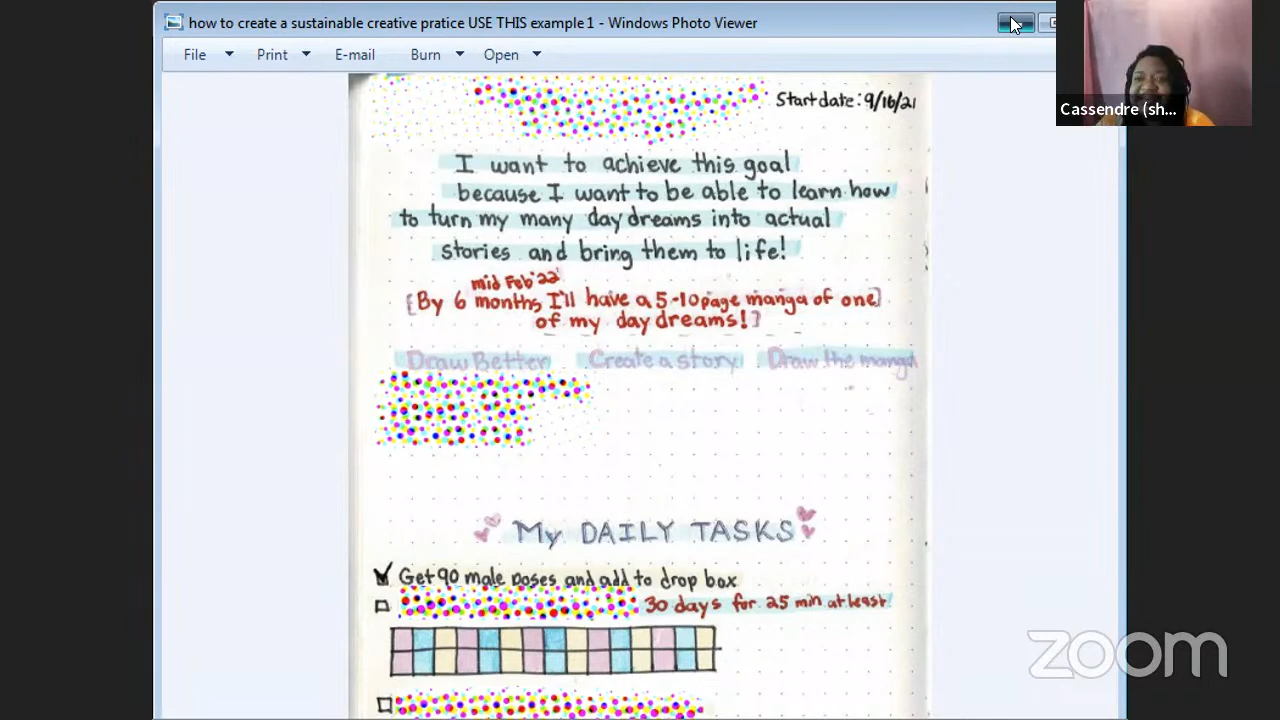 how to create a sustainable creative pratice USE THIS example 1 - Windows Photo Viewer
File Print E-mail Burn Open
Cassendre (sh...
Start date: 9/16/21
I want to achieve this goal
because I want to be able to learn how
to turn my many day dreams into actual
stories and bring them to life!
mid Feb '22
[By 6 months I'll have a 5-10 page manga of one]
of my day dreams!]
Draw Better Create a story Draw the manga
My DAILY TASKS
Get 90 male poses and add to drop box
30 days for 25 min at least
zoom